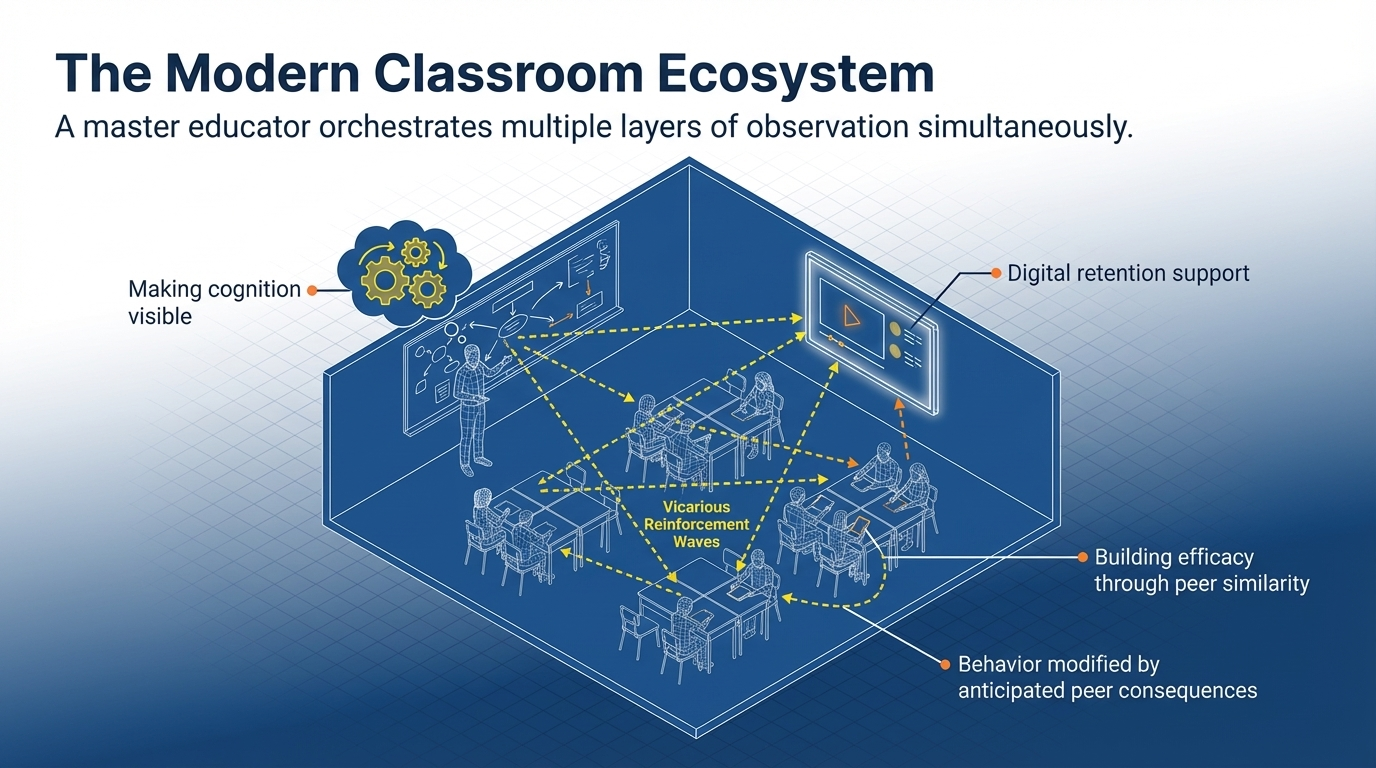 The Modern Classroom Ecosystem
A master educator orchestrates multiple layers of observation simultaneously.
Making cognition
visible
Digital retention support
Vicarious
Reinforcement
Waves
Building efficacy
through peer similarity
Behavior modified by
anticipated peer consequences